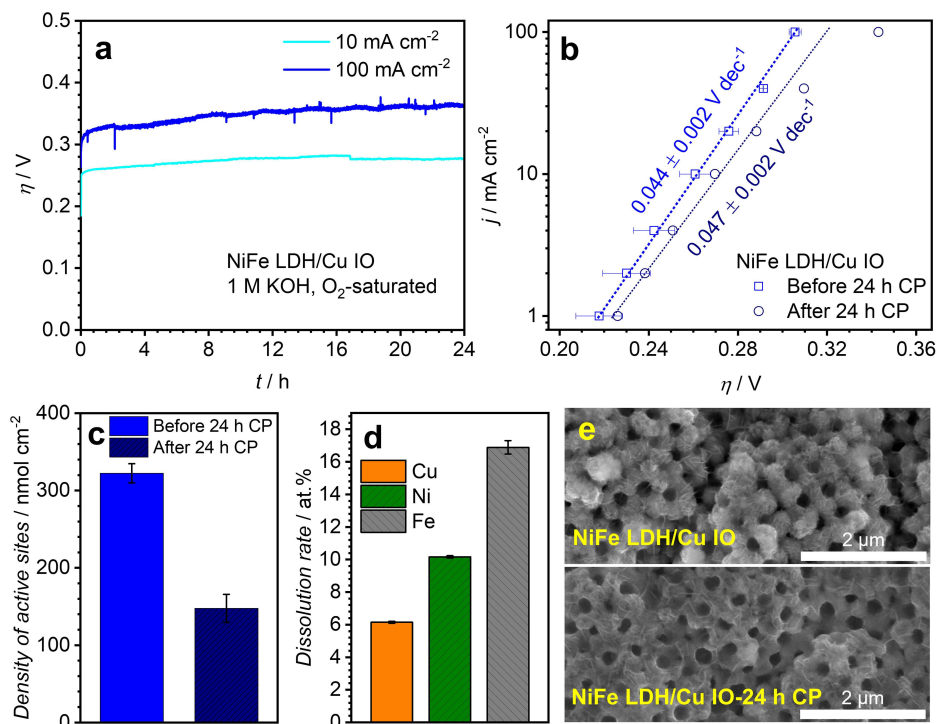 a
10 mA cm⁻²
100 mA cm⁻²
NiFe LDH/Cu IO
1 M KOH, O₂-saturated
η / V
0.5
0.4
0.3
0.2
0.1
0.0
0 4 8 12 16 20 24
t / h
b
0.044 ± 0.002 V dec⁻¹
0.047 ± 0.002 V dec⁻¹
NiFe LDH/Cu IO
Before 24 h CP
After 24 h CP
j / mA cm⁻²
100
10
1
0.20 0.24 0.28 0.32 0.36
η / V
c
Before 24 h CP
After 24 h CP
Density of active sites / nmol cm⁻²
400
300
200
100
0
d
Cu
Ni
Fe
Dissolution rate / at.%
18
16
14
12
10
8
6
4
2
0
e
NiFe LDH/Cu IO
2 µm
NiFe LDH/Cu IO-24 h CP
2 µm